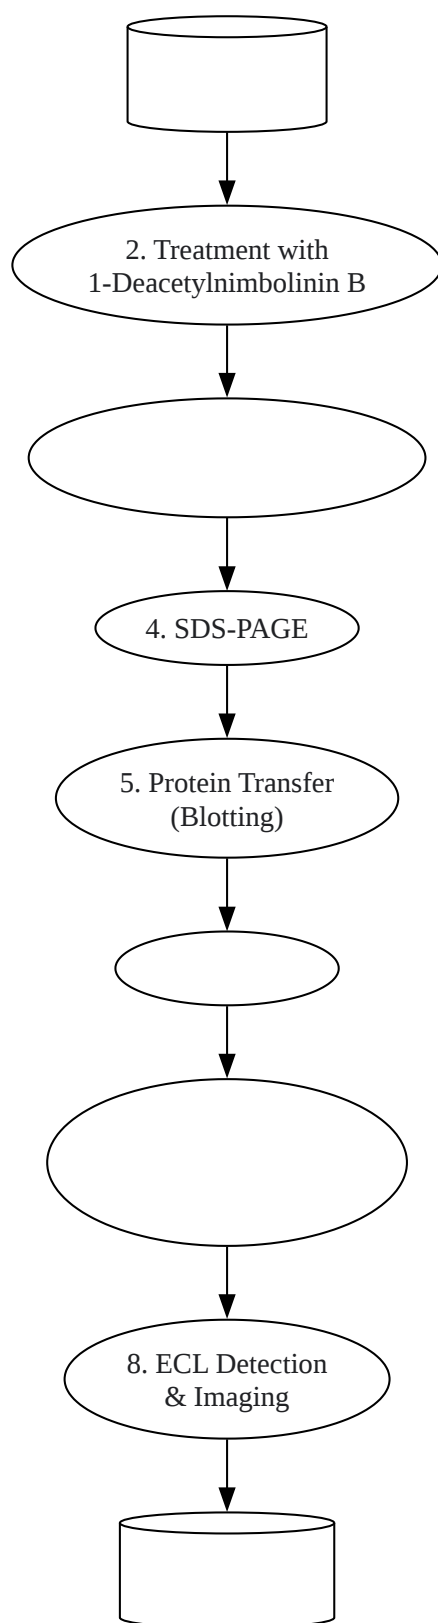 2. Treatment with
1-Deacetylnimbolinin B
4. SDS-PAGE
5. Protein Transfer
(Blotting)
8. ECL Detection
& Imaging